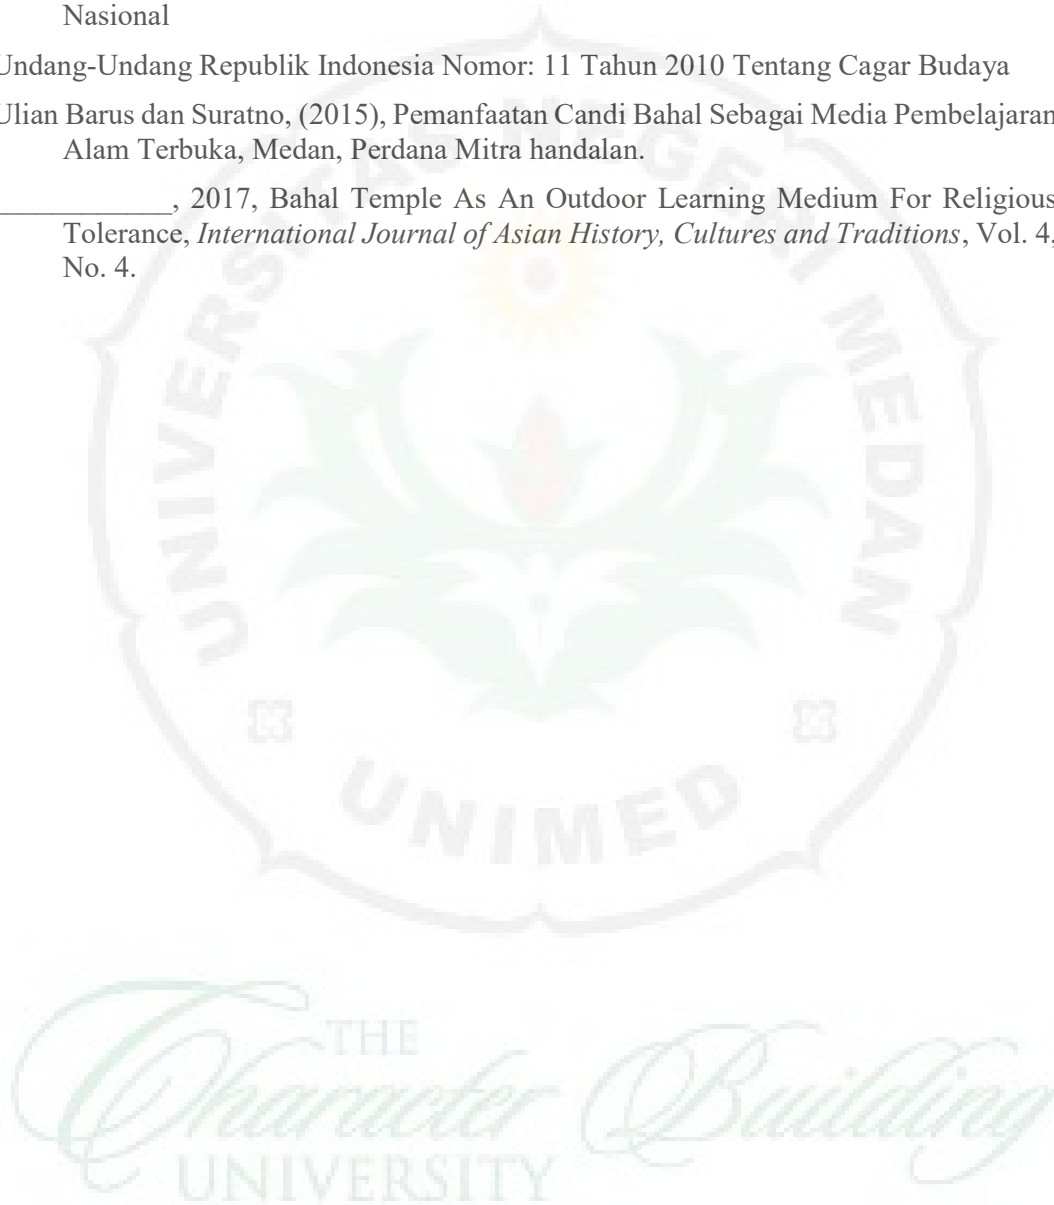 Nasional
Undang-Undang Republik Indonesia Nomor: 11 Tahun 2010 Tentang Cagar Budaya
Ulian Barus dan Suratno, (2015), Pemanfaatan Candi Bahal Sebagai Media Pembelajaran
Alam Terbuka, Medan, Perdana Mitra handalan.
____________, 2017, Bahal Temple As An Outdoor Learning Medium For Religious
Tolerance, International Journal of Asian History, Cultures and Traditions, Vol. 4,
No. 4.
UNIVERSITAS NEGERI MEDAN
UNIMED
THE
Character Building
UNIVERSITY